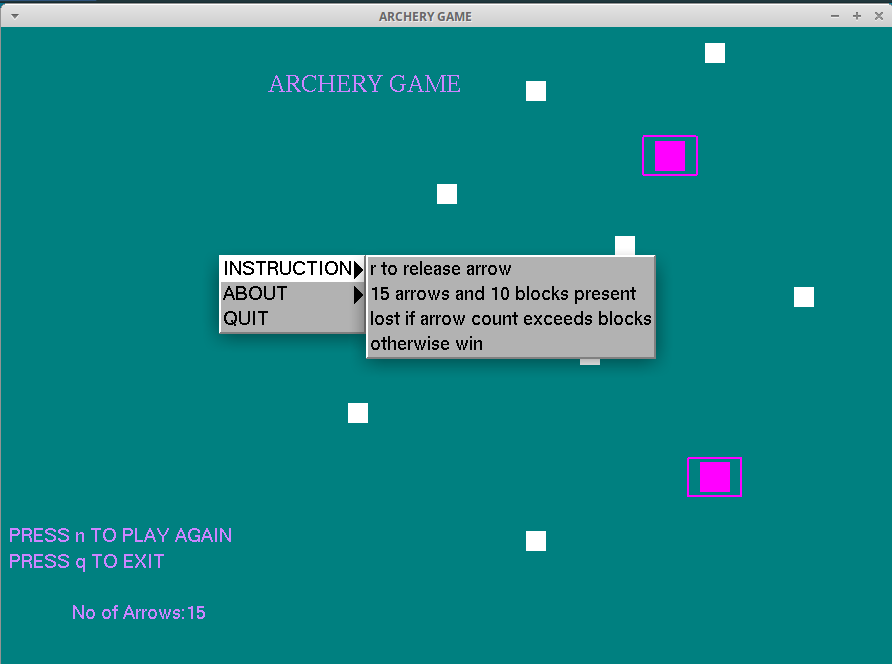 ARCHERY GAME
ARCHERY GAME
INSTRUCTION
ABOUT
QUIT
r to release arrow
15 arrows and 10 blocks present
lost if arrow count exceeds blocks
otherwise win
PRESS n TO PLAY AGAIN
PRESS q TO EXIT
No of Arrows:15